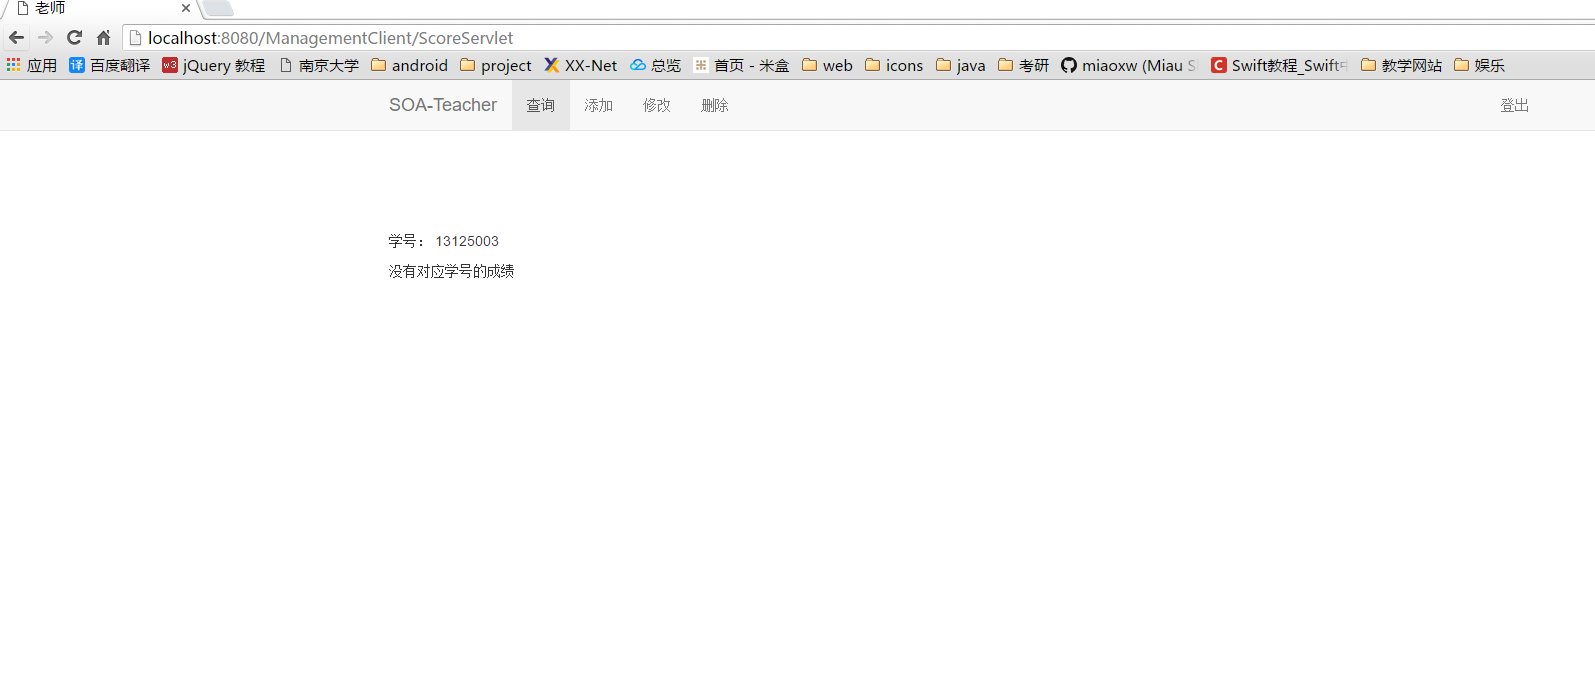 老师
localhost:8080/ManagementClient/ScoreServlet
应用 译 百度翻译 w3 jQuery 教程 南京大学 android project XX-Net 总览 米 首页 - 米盒 web icons java 考研 miaoxw (Miau S C Swift教程_Swift 教学网站 娱乐
SOA-Teacher 查询 添加 修改 删除 登出
学号： 13125003
没有对应学号的成绩